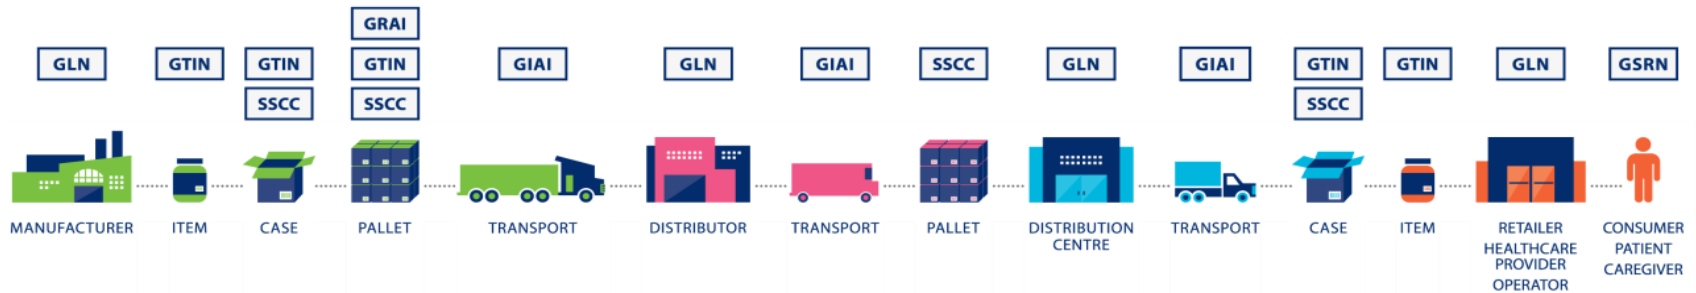 GRAI
GLN
GTIN
GTIN
GTIN
GIAI
GLN
GIAI
SSCC
GLN
GIAI
GTIN
GTIN
GLN
GSRN
SSCC
SSCC
SSCC
MANUFACTURER
ITEM
CASE
PALLET
TRANSPORT
DISTRIBUTOR
TRANSPORT
PALLET
DISTRIBUTION
CENTRE
TRANSPORT
CASE
ITEM
RETAILER
HEALTHCARE
PROVIDER
OPERATOR
CONSUMER
PATIENT
CAREGIVER